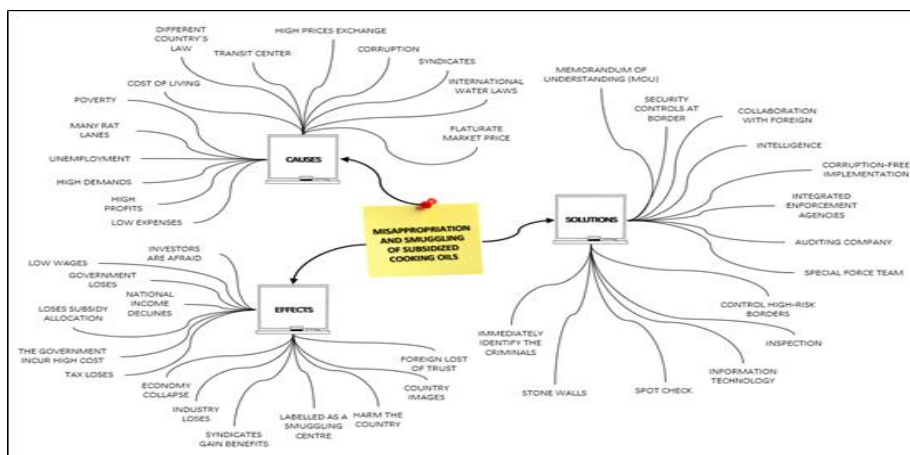 DIFFERENT
COUNTRY'S
LAW
HIGH PRICES EXCHANGE
TRANSIT CENTER
CORRUPTION
SYNDICATES
COST OF LIVING
INTERNATIONAL
WATER LAWS
POVERTY
MANY RAT
LANES
FLATURATE
MARKET PRICE
UNEMPLOYMENT
HIGH DEMANDS
HIGH
PROFITS
LOW EXPENSES
CAUSES
MISAPPROPRIATION
AND SMUGGLING
OF SUBSIDIZED
COOKING OILS
MEMORANDUM OF
UNDERSTANDING (MOU)
SECURITY
CONTROLS AT
BORDER
COLLABORATION
WITH FOREIGN
INTELLIGENCE
CORRUPTION-FREE
IMPLEMENTATION
INTEGRATED
ENFORCEMENT
AGENCIES
AUDITING COMPANY
SPECIAL FORCE TEAM
SOLUTIONS
CONTROL HIGH-RISK
BORDERS
INSPECTION
INFORMATION
TECHNOLOGY
SPOT CHECK
STONE WALLS
IMMEDIATELY
IDENTIFY THE
CRIMINALS
INVESTORS
ARE AFRAID
LOW WAGES
GOVERNMENT
LOSES
NATIONAL
INCOME
DECLINES
LOSES SUBSIDY
ALLOCATION
THE GOVERNMENT
INCUR HIGH COST
TAX LOSES
EFFECTS
ECONOMY
COLLAPSE
INDUSTRY
LOSES
SYNDICATES
GAIN BENEFITS
LABELLED AS A
SMUGGLING
CENTRE
HARM THE
COUNTRY
COUNTRY
IMAGES
FOREIGN LOST
OF TRUST